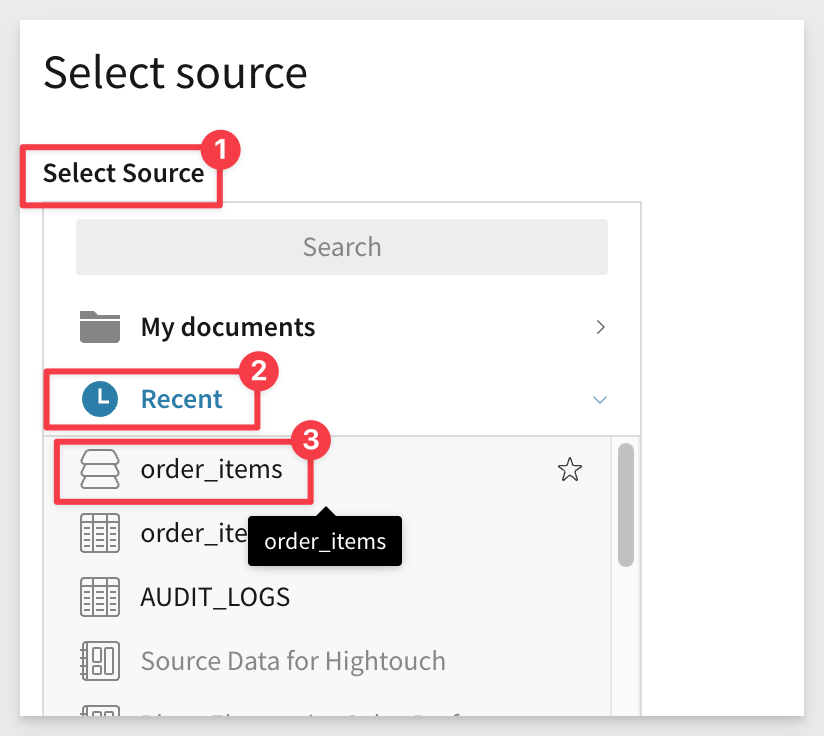 Select source
1
Select Source
Search
My documents
2
Recent
3
order_items
order_ite
order_items
AUDIT_LOGS
Source Data for Hightouch